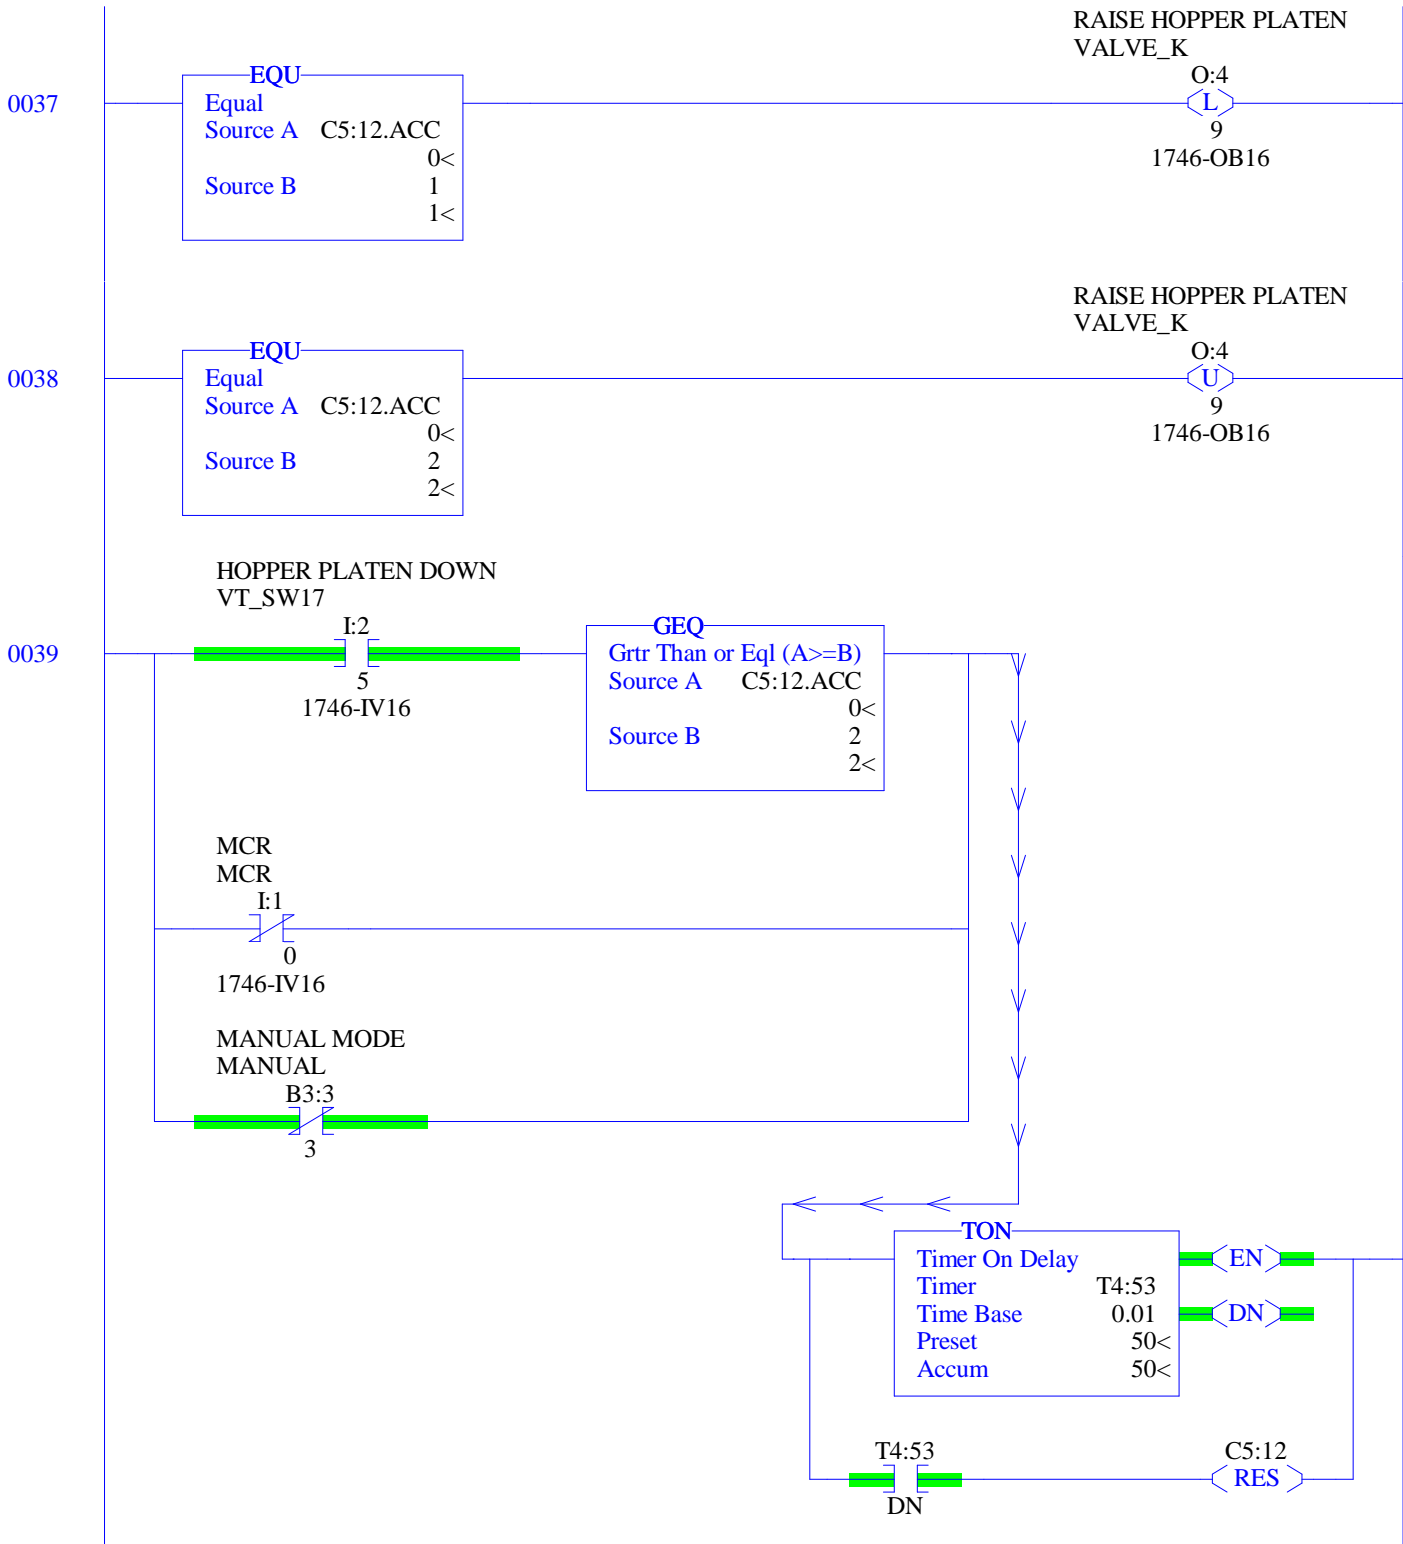 RAISE HOPPER PLATEN
VALVE_K
O:4
0037
EQU
Equal
L
Source A C5:12.ACC
9
0<
1746-OB16
Source B 1
1<
RAISE HOPPER PLATEN
VALVE_K
O:4
0038
EQU
Equal
U
Source A C5:12.ACC
9
0<
1746-OB16
Source B 2
2<
HOPPER PLATEN DOWN
VT_SW17
I:2
0039
5
1746-IV16
GEQ
Grtr Than or Eql (A>=B)
Source A C5:12.ACC
0<
Source B 2
2<
MCR
MCR
I:1
0
1746-IV16
MANUAL MODE
MANUAL
B3:3
3
TON
Timer On Delay
EN
Timer T4:53
Time Base 0.01
DN
Preset 50<
Accum 50<
T4:53
DN
C5:12
RES